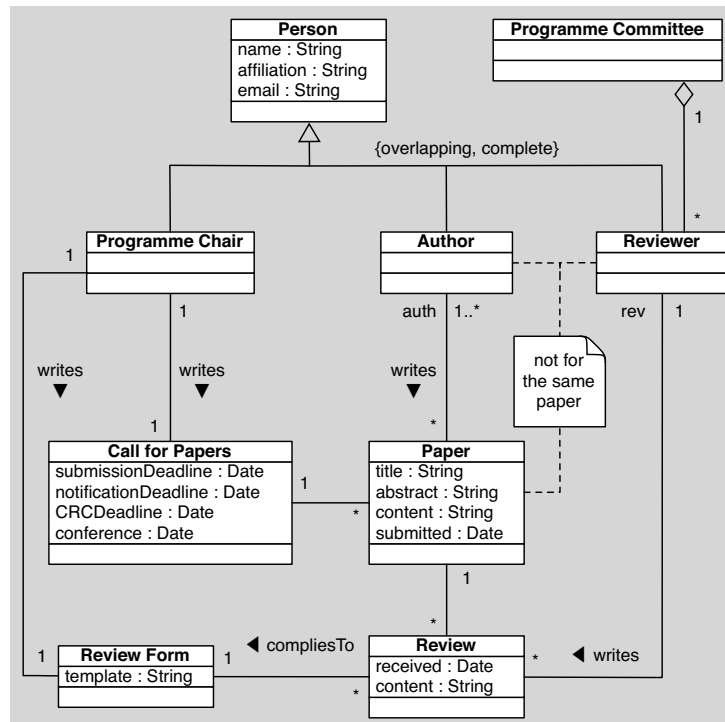 Person
name : String
affiliation : String
email : String
Programme Committee
1
{overlapping, complete}
*
Programme Chair
Author
Reviewer
1
1
auth
1..*
rev
1
not for
the same
paper
writes
▼
writes
▼
writes
▼
1
*
Call for Papers
submissionDeadline : Date
notificationDeadline : Date
CRCDeadline : Date
conference : Date
1
*
Paper
title : String
abstract : String
content : String
submitted : Date
1
*
◀ compliesTo
1
Review Form
template : String
1
*
Review
received : Date
content : String
*
◀ writes